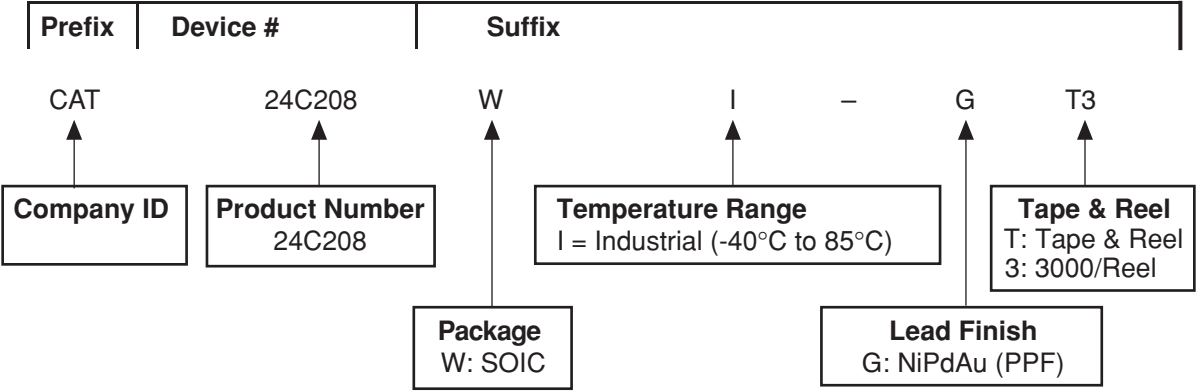 Prefix Device # Suffix
CAT 24C208 W I – G T3
Company ID
Product Number
24C208
Temperature Range
I = Industrial (-40°C to 85°C)
Tape & Reel
T: Tape & Reel
3: 3000/Reel
Package
W: SOIC
Lead Finish
G: NiPdAu (PPF)